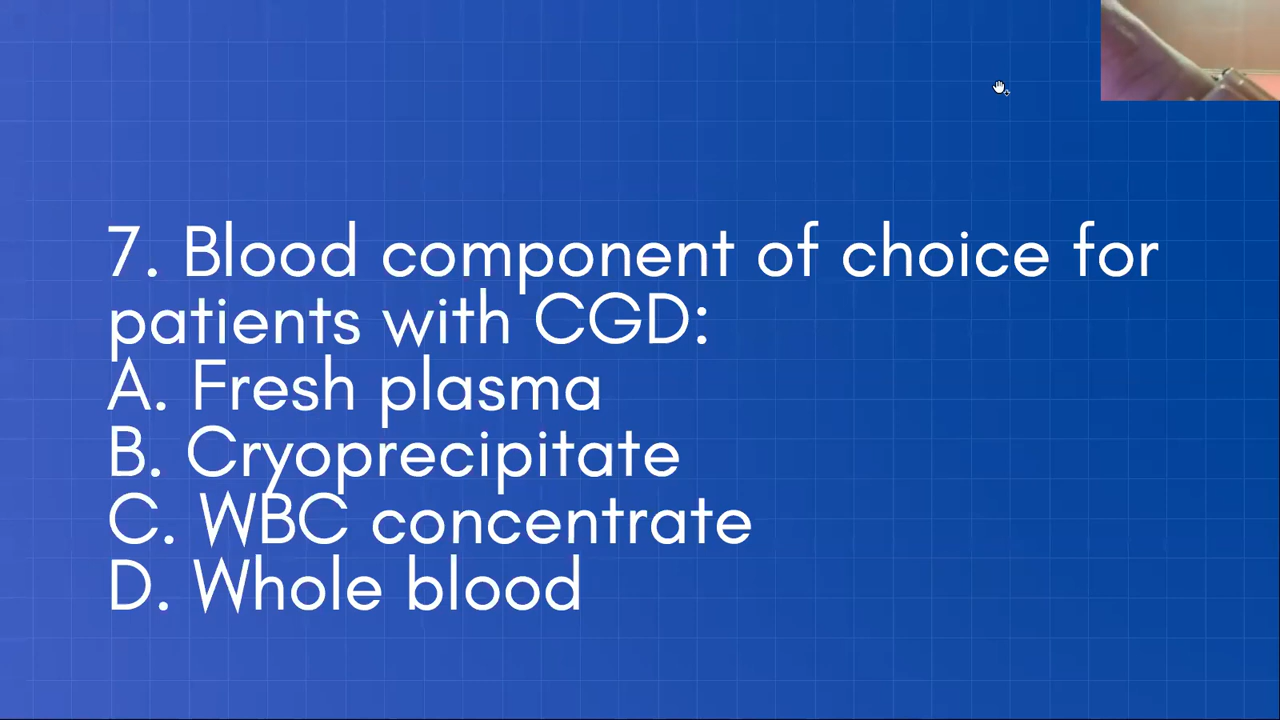 7. Blood component of choice for
patients with CGD:
A. Fresh plasma
B. Cryoprecipitate
C. WBC concentrate
D. Whole blood